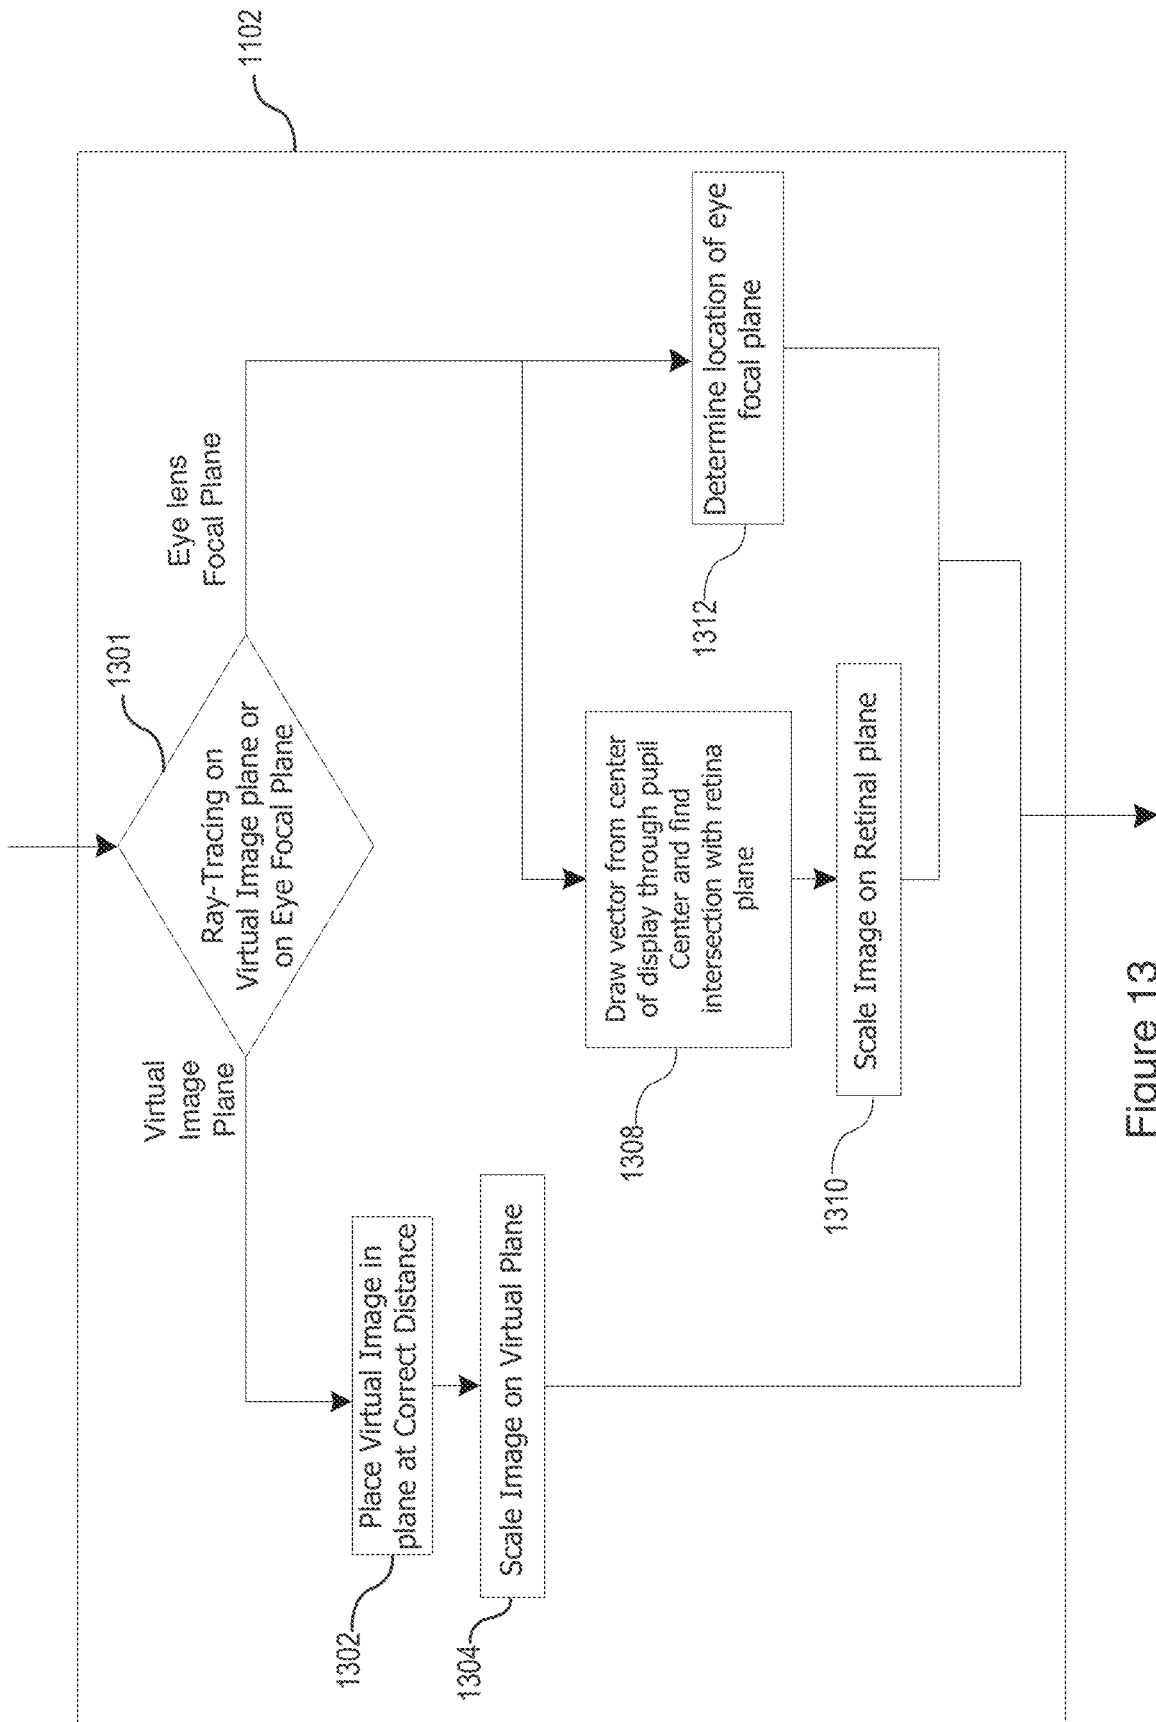 1102
1301
Ray-Tracing on
Virtual Image plane or
on Eye Focal Plane
Virtual
Image
Plane
Eye lens
Focal Plane
1302
Place Virtual Image in
plane at Correct Distance
1304
Scale Image on Virtual Plane
1308
Draw vector from center
of display through pupil
Center and find
intersection with retina
plane
1310
Scale Image on Retinal plane
1312
Determine location of eye
focal plane
Figure 13